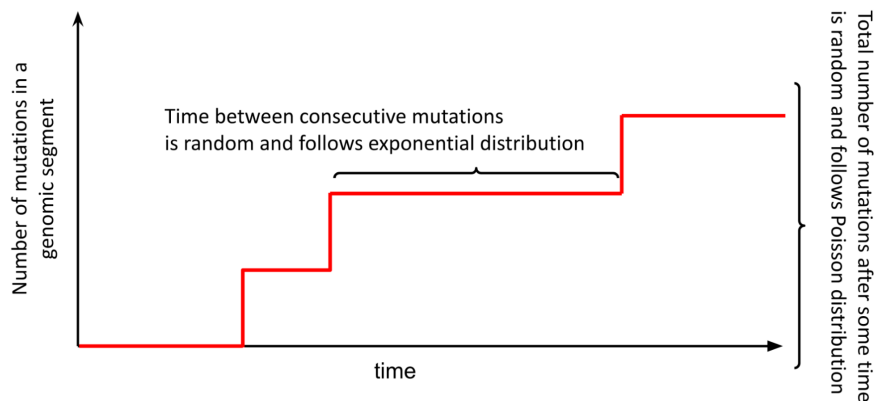 Number of mutations in a
genomic segment
Time between consecutive mutations
is random and follows exponential distribution
time
Total number of mutations after some time
is random and follows Poisson distribution